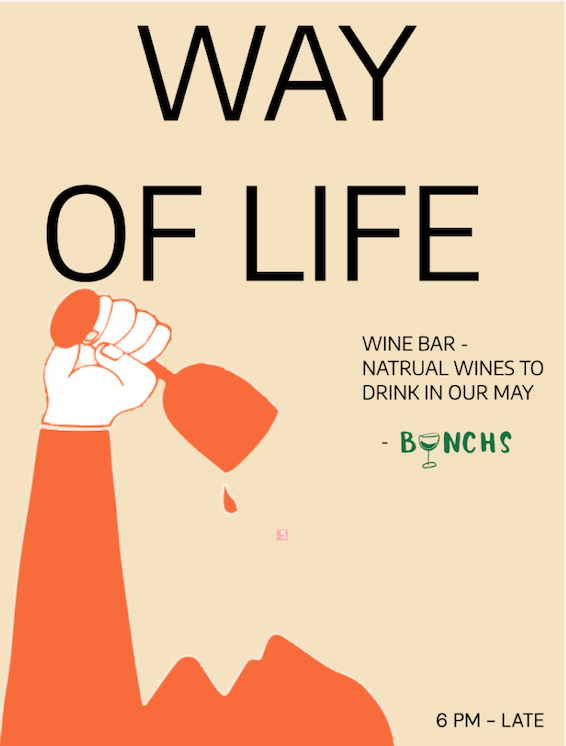 WAY
OF LIFE
WINE BAR -
NATRUAL WINES TO
DRINK IN OUR MAY
- BUNCHS
6 PM – LATE